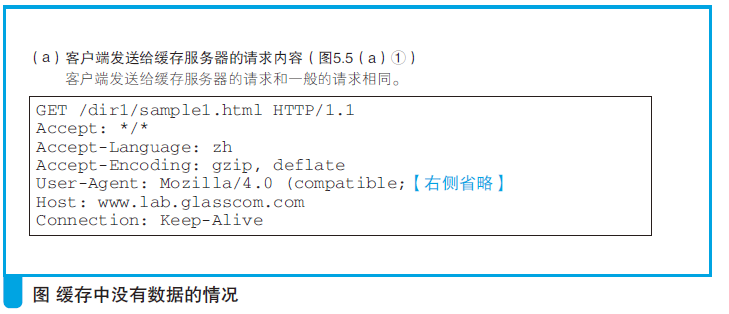 (a)客户端发送给缓存服务器的请求内容(图5.5(a)①)
客户端发送给缓存服务器的请求和一般的请求相同。
GET /dir1/sample1.html HTTP/1.1
Accept: */*
Accept-Language: zh
Accept-Encoding: gzip, deflate
User-Agent: Mozilla/4.0 (compatible;【右侧省略】
Host: www.lab.glasscom.com
Connection: Keep-Alive
图 缓存中没有数据的情况